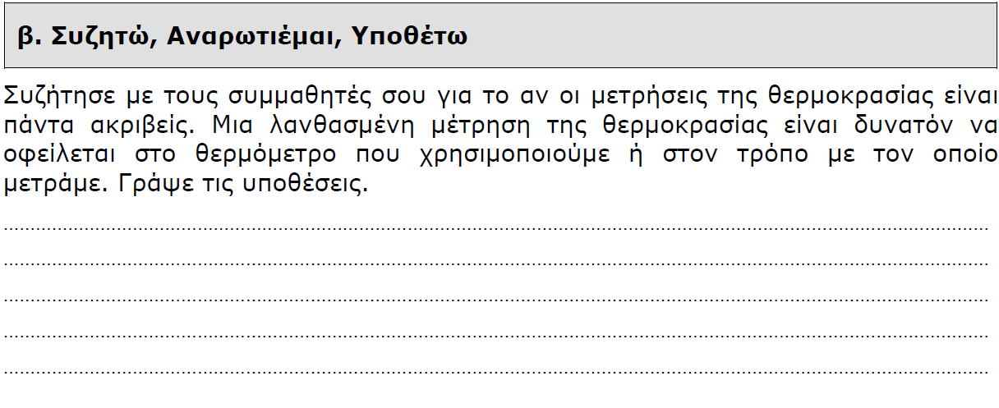 β. Συζητώ, Αναρωτιέμαι, Υποθέτω
Συζήτησε με τους συμμαθητές σου για το αν οι μετρήσεις της θερμοκρασίας είναι
πάντα ακριβείς. Μια λανθασμένη μέτρηση της θερμοκρασίας είναι δυνατόν να
οφείλεται στο θερμόμετρο που χρησιμοποιούμε ή στον τρόπο με τον οποίο
μετράμε. Γράψε τις υποθέσεις.